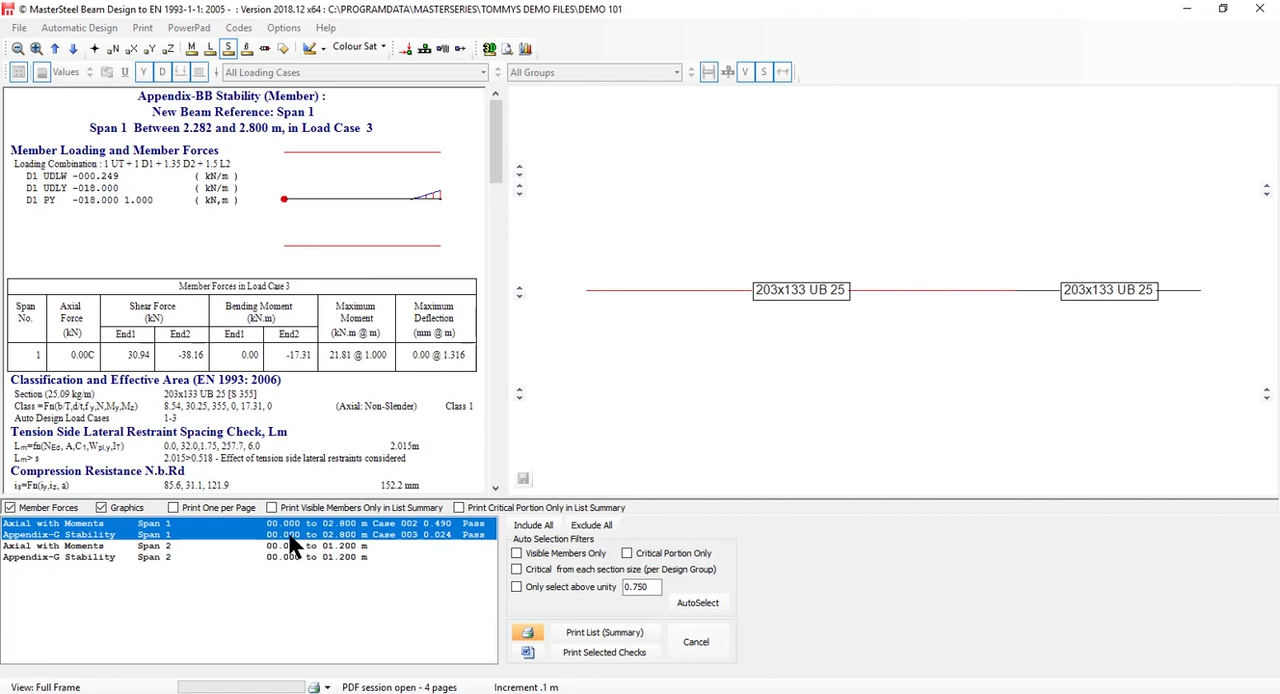 © MasterSteel Beam Design to EN 1993-1-1: 2005 - : Version 2018.12 x64 : C:\PROGRAMDATA\MASTERSERIES\TOMMYS DEMO FILES\DEMO 101
File Automatic Design Print PowerPad Codes Options Help
N X Y Z M L S Colour Sat 3D
Values U Y D All Loading Cases All Groups V S
Appendix-BB Stability (Member) :
New Beam Reference: Span 1
Span 1 Between 2.282 and 2.800 m, in Load Case 3
Member Loading and Member Forces
Loading Combination : 1 UT + 1 D1 + 1.35 D2 + 1.5 L2
D1 UDLW -000.249 ( kN/m )
D1 UDLY -018.000 ( kN/m )
D1 PY -018.000 1.000 ( kN,m )
203x133 UB 25 203x133 UB 25
Member Forces in Load Case 3
Span No. Axial Force (kN) Shear Force (kN) Bending Moment (kN.m) Maximum Moment (kN.m @ m) Maximum Deflection (mm @ m)
End1 End2 End1 End2
1 0.00C 30.94 -38.16 0.00 -17.31 21.81 @ 1.000 0.00 @ 1.316
Classification and Effective Area (EN 1993: 2006)
Section (25.09 kg/m) 203x133 UB 25 [S 355]
Class =Fn(b/T,d/t,fy,N,My,Mz) 8.54, 30.25, 355, 0, 17.31, 0 (Axial: Non-Slender) Class 1
Auto Design Load Cases 1-3
Tension Side Lateral Restraint Spacing Check, Lm
Lm=fn(NEd, A,C1,Wpl,y,IT) 0.0, 32.0,1.75, 257.7, 6.0 2.015m
Lm> s 2.015>0.518 - Effect of tension side lateral restraints considered
Compression Resistance N.b.Rd
is=Fn(iy,iz, a) 85.6, 31.1, 121.9 152.2 mm
Member Forces Graphics Print One per Page Print Visible Members Only in List Summary Print Critical Portion Only in List Summary
Axial with Moments Span 1 00.000 to 02.800 m Case 002 0.490 Pass
Appendix-G Stability Span 1 00.000 to 02.800 m Case 003 0.024 Pass
Axial with Moments Span 2 00.000 to 01.200 m
Appendix-G Stability Span 2 00.000 to 01.200 m
Include All Exclude All
Auto Selection Filters
Visible Members Only Critical Portion Only
Critical from each section size (per Design Group)
Only select above unity 0.750
AutoSelect
Print List (Summary)
Cancel
Print Selected Checks
View: Full Frame PDF session open - 4 pages Increment .1 m